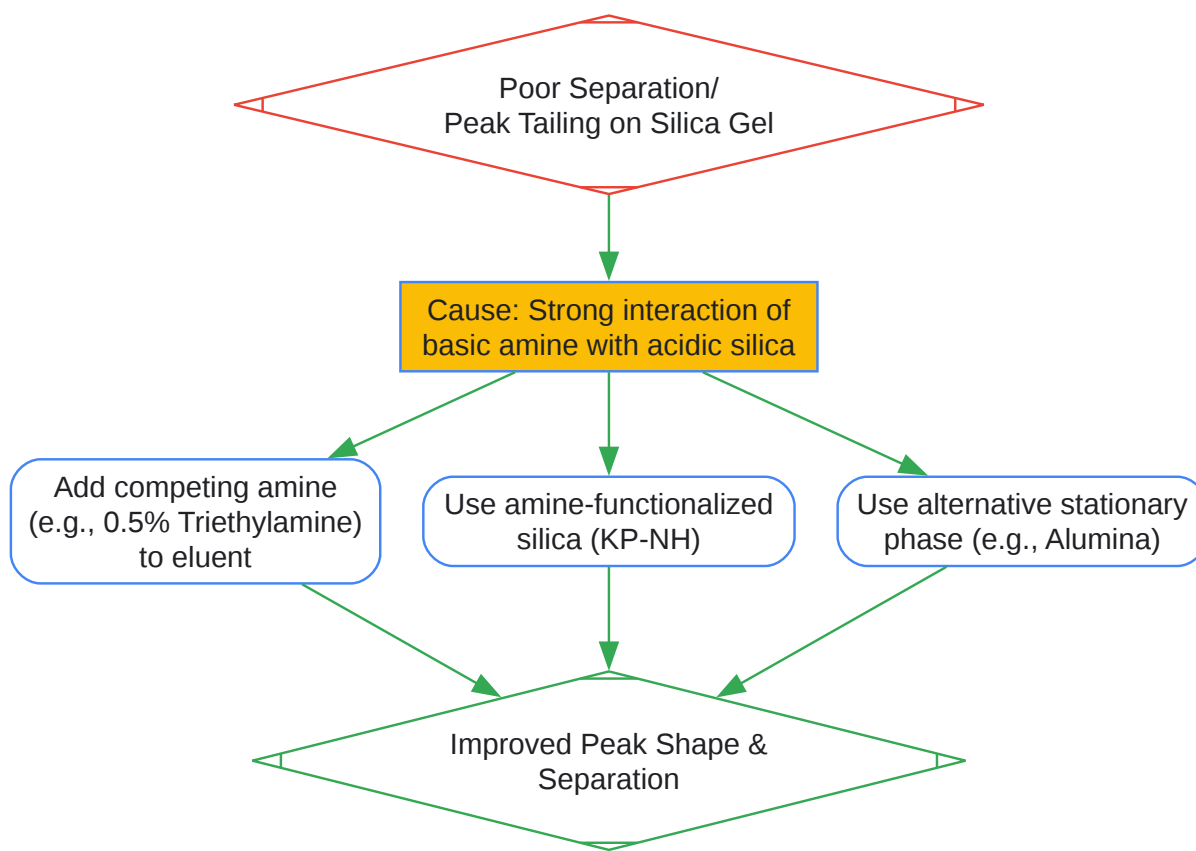 Poor Separation/
Peak Tailing on Silica Gel
Cause: Strong interaction of
basic amine with acidic silica
Add competing amine
(e.g., 0.5% Triethylamine)
to eluent
Use amine-functionalized
silica (KP-NH)
Use alternative stationary
phase (e.g., Alumina)
Improved Peak Shape &
Separation